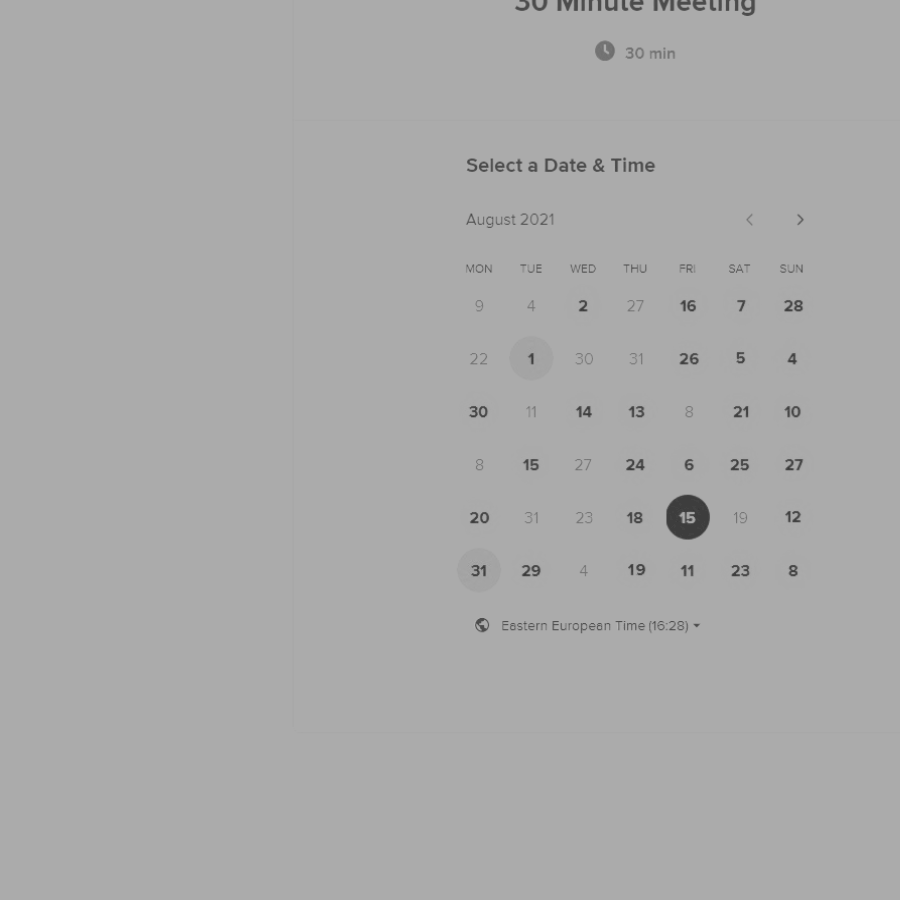 30 Minute Meeting
30 min
Select a Date & Time
August 2021
MON TUE WED THU FRI SAT SUN
9 4 2 27 16 7 28
22 1 30 31 26 5 4
30 11 14 13 8 21 10
8 15 27 24 6 25 27
20 31 23 18 15 19 12
31 29 4 19 11 23 8
Eastern European Time (16:28)